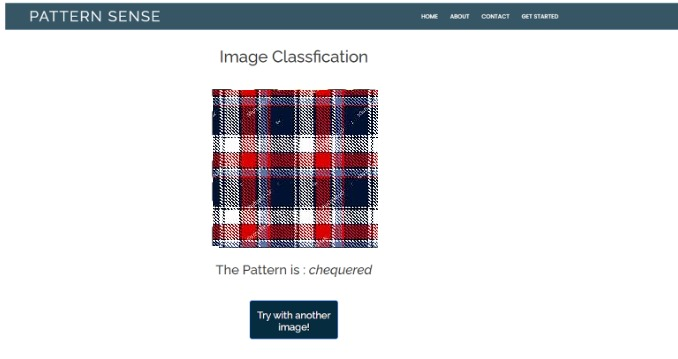 PATTERN SENSE
HOME ABOUT CONTACT GET STARTED
Image Classfication
The Pattern is : chequered
Try with another
image!